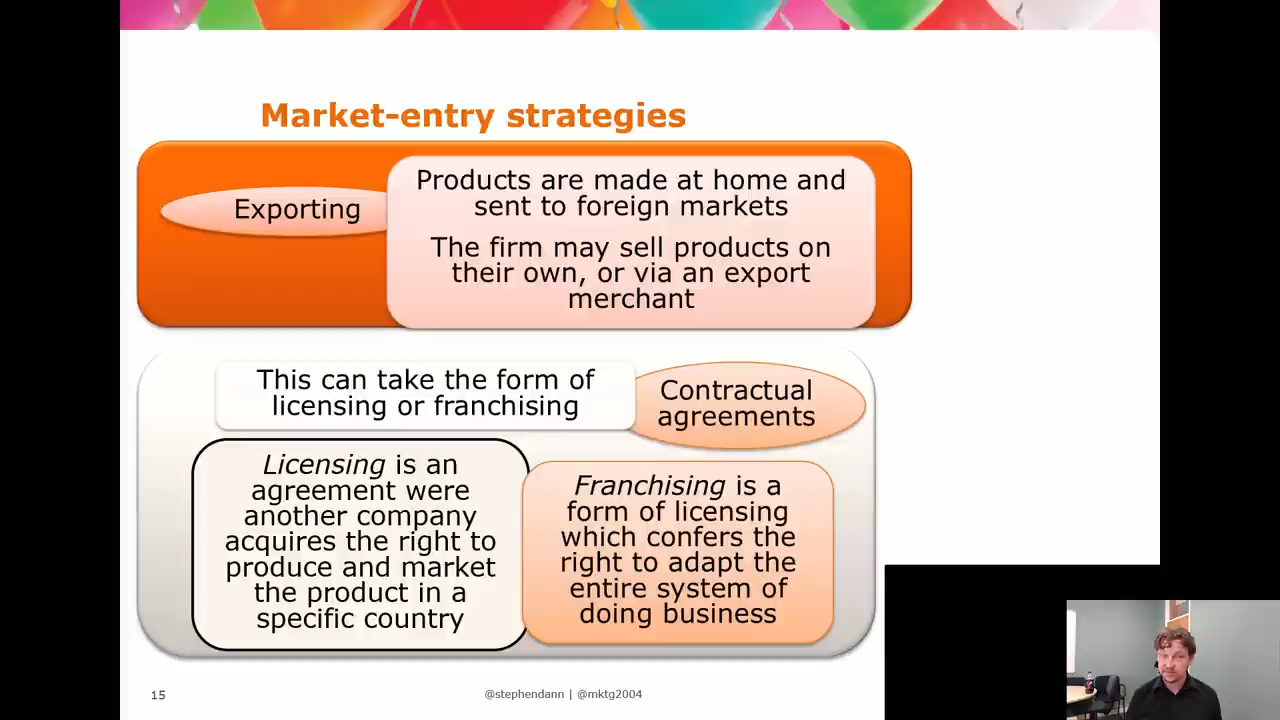 Market-entry strategies
Exporting
Products are made at home and
sent to foreign markets
The firm may sell products on
their own, or via an export
merchant
This can take the form of
licensing or franchising
Contractual
agreements
Licensing is an
agreement were
another company
acquires the right to
produce and market
the product in a
specific country
Franchising is a
form of licensing
which confers the
right to adapt the
entire system of
doing business
15
@stephendann | @mktg2004